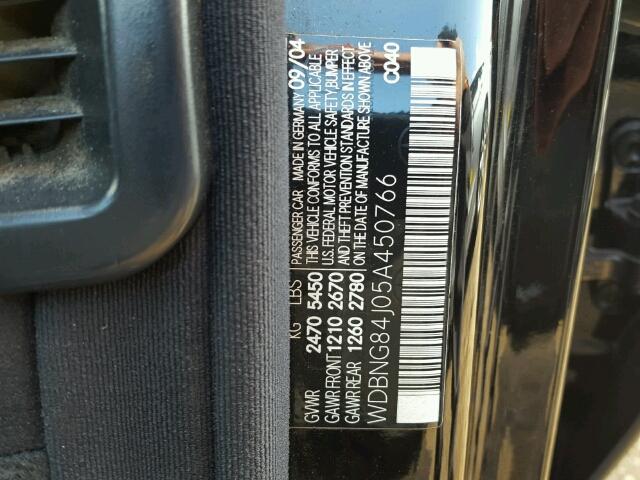 PASSENGER CAR MADE IN GERMANY 09/04
THIS VEHICLE CONFORMS TO ALL APPLICABLE
U.S. FEDERAL MOTOR VEHICLE SAFETY/BUMPER
AND THEFT PREVENTION STANDARDS IN EFFECT
ON THE DATE OF MANUFACTURE SHOWN ABOVE
KG LBS
GVWR 2470 5450
GAWR FRONT 1210 2670
GAWR REAR 1260 2780
C040
WDBNG84J05A450766